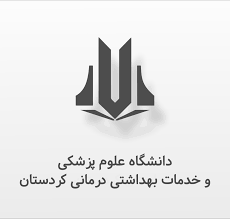 دانشگاه علوم پزشکی
و خدمات بهداشتی درمانی کردستان